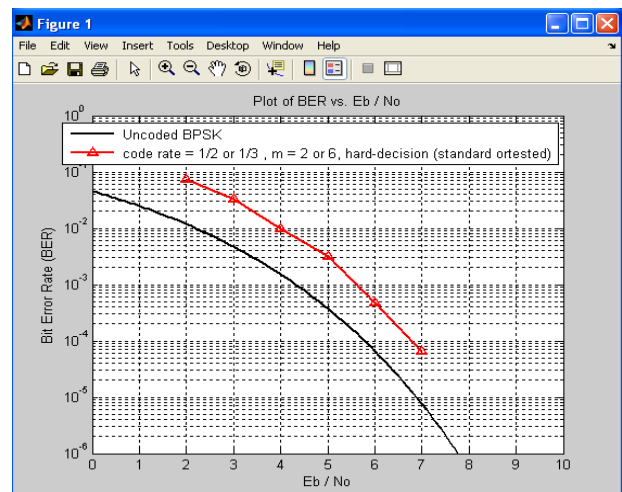 Figure 1
File Edit View Insert Tools Desktop Window Help
Plot of BER vs. Eb / No
Uncoded BPSK
code rate = 1/2 or 1/3 , m = 2 or 6, hard-decision (standard ortested)
Bit Error Rate (BER)
10^0
10^-1
10^-2
10^-3
10^-4
10^-5
10^-6
0 1 2 3 4 5 6 7 8 9 10
Eb / No